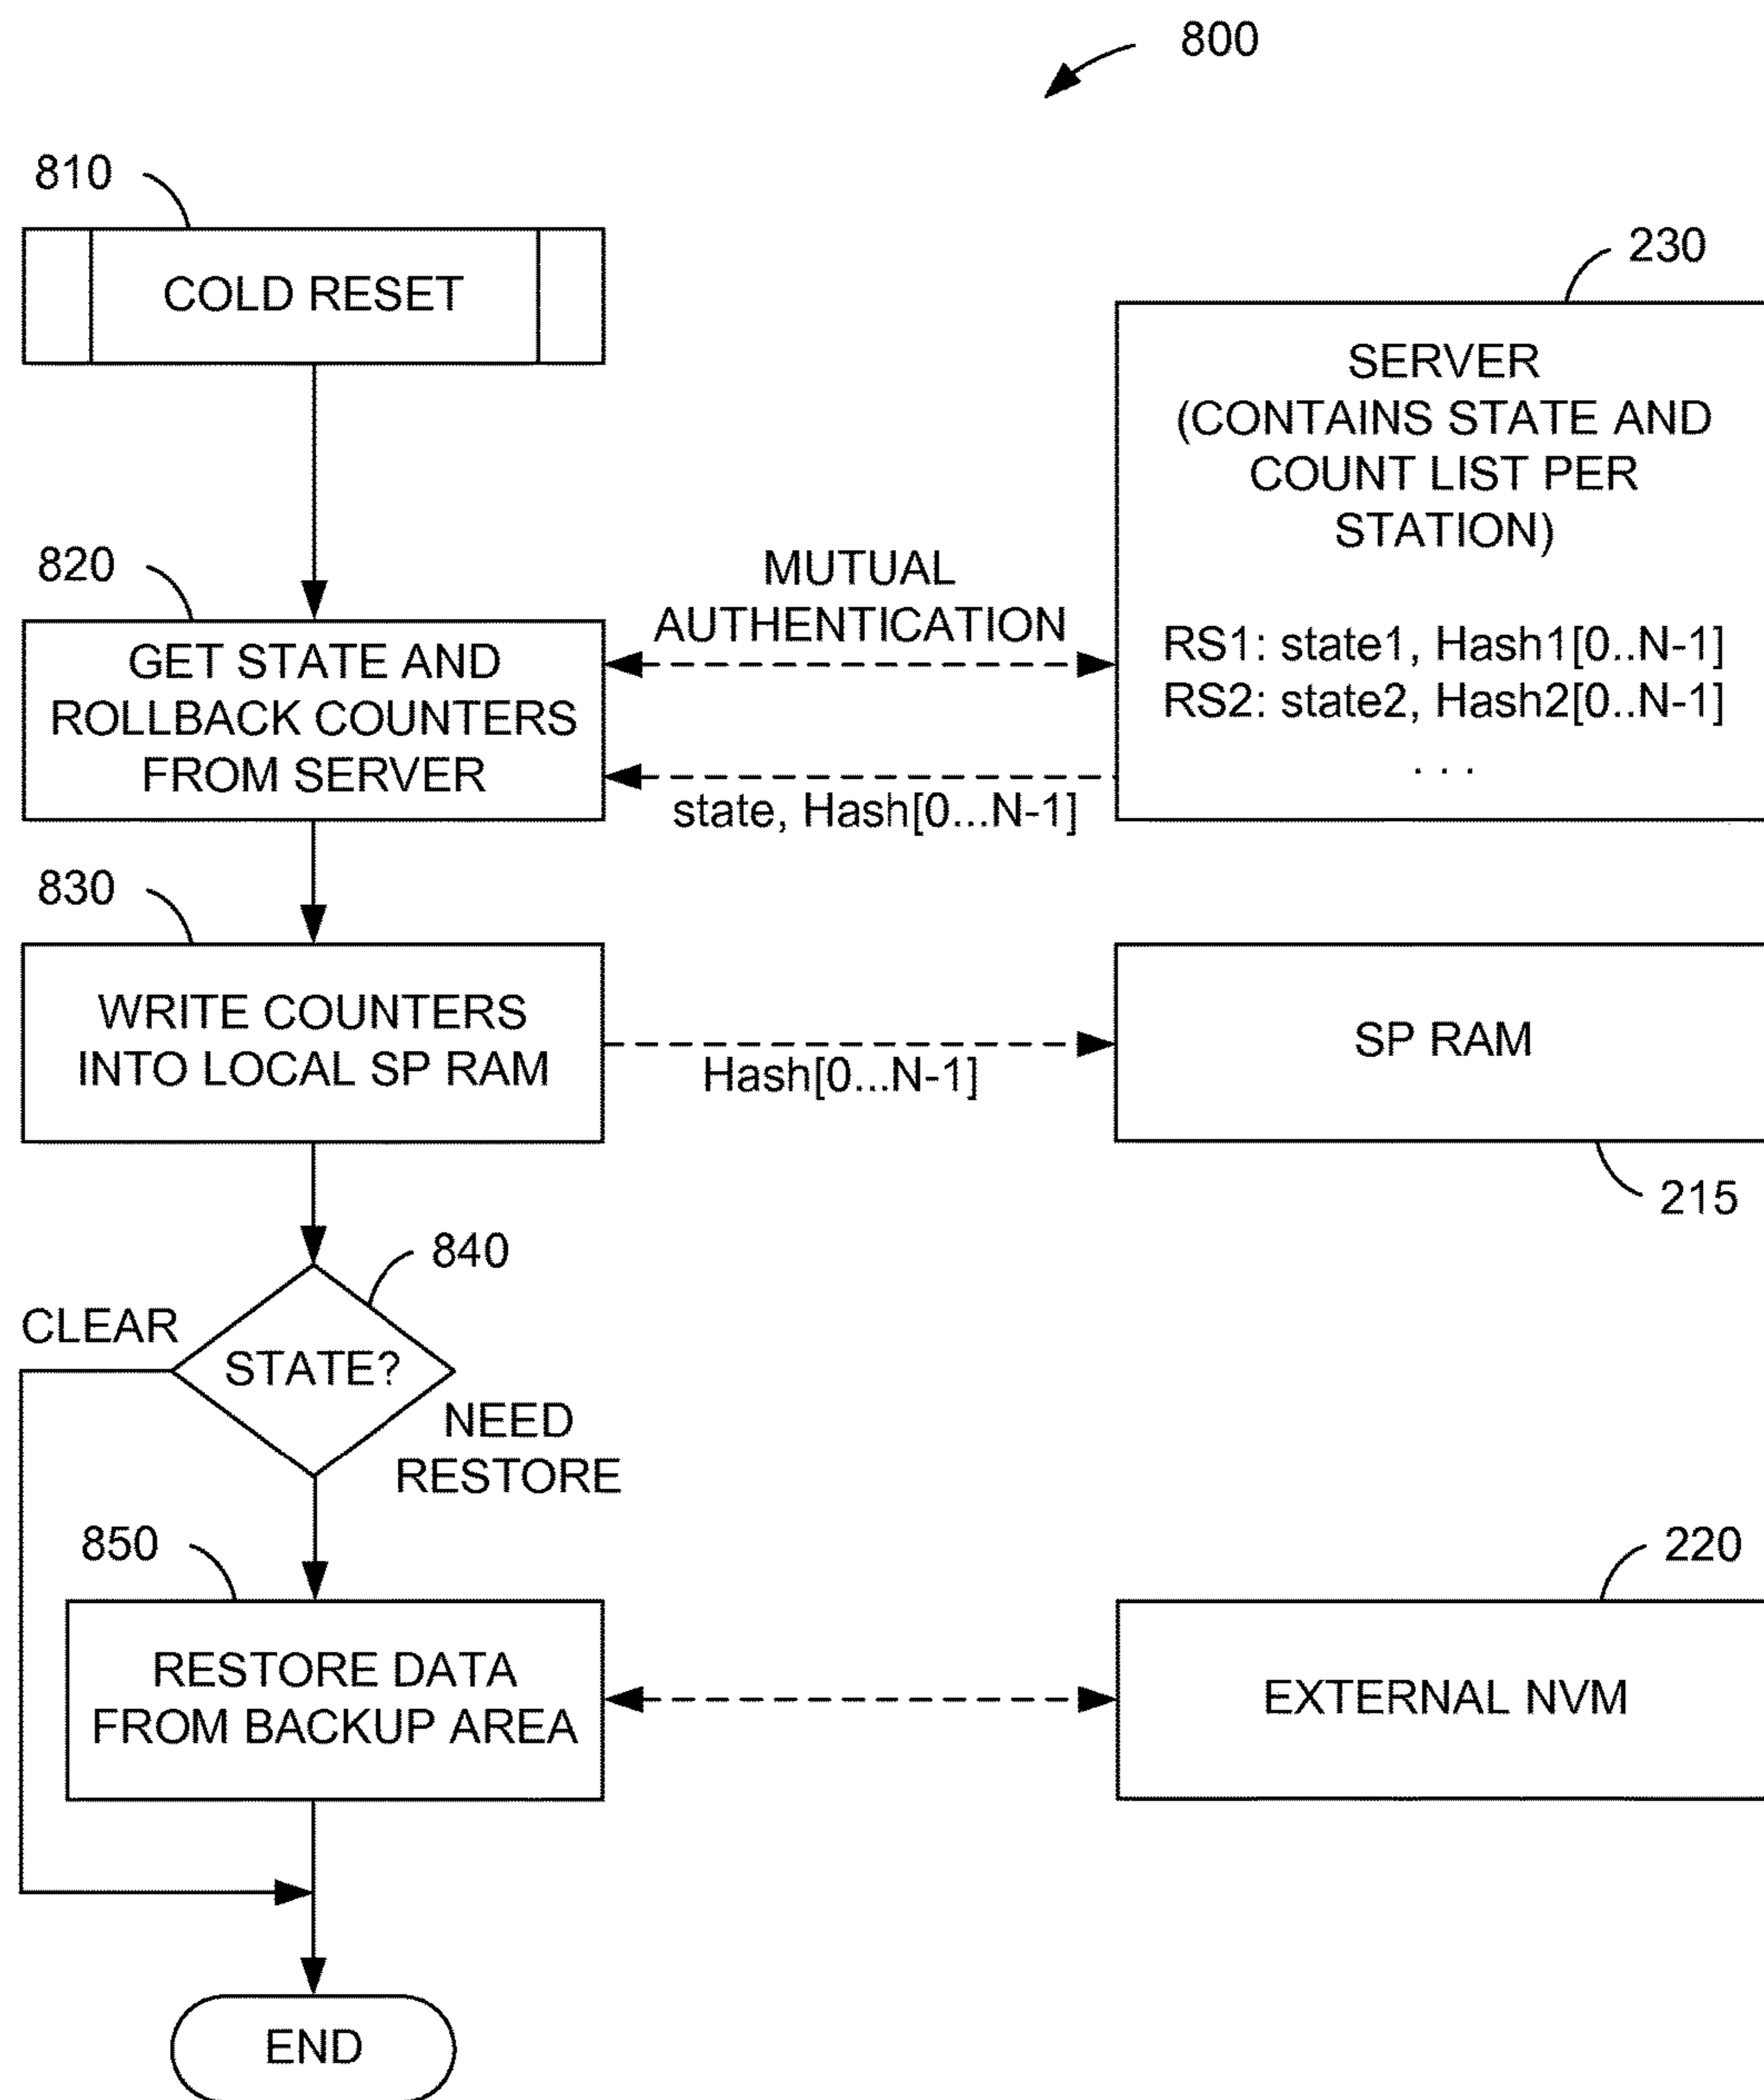 800
810
COLD RESET
230
SERVER
(CONTAINS STATE AND
COUNT LIST PER
STATION)
RS1: state1, Hash1[0..N-1]
RS2: state2, Hash2[0..N-1]
. . .
820
GET STATE AND
ROLLBACK COUNTERS
FROM SERVER
MUTUAL
AUTHENTICATION
state, Hash[0...N-1]
830
WRITE COUNTERS
INTO LOCAL SP RAM
Hash[0...N-1]
SP RAM
215
840
CLEAR
STATE?
NEED
RESTORE
850
RESTORE DATA
FROM BACKUP AREA
220
EXTERNAL NVM
END